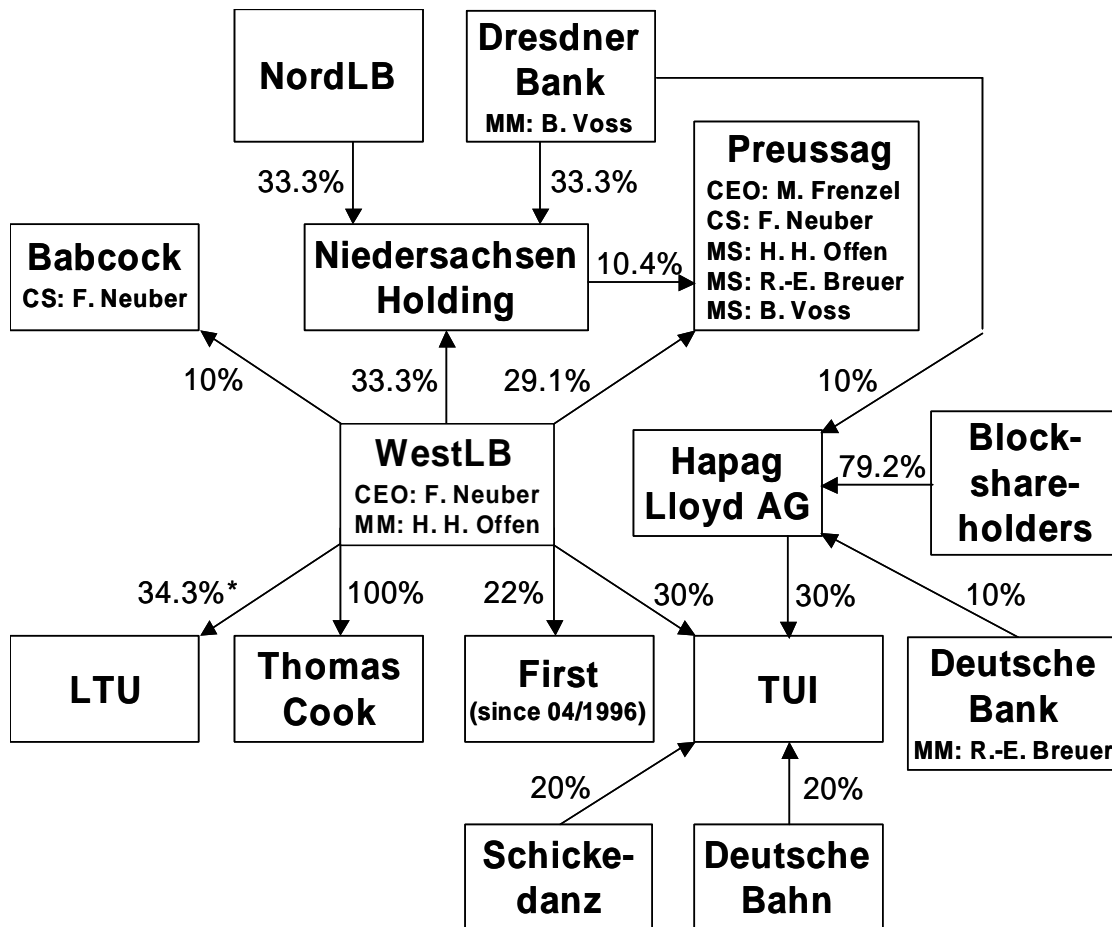 NordLB
Dresdner
Bank
MM: B. Voss
Preussag
CEO: M. Frenzel
CS: F. Neuber
MS: H. H. Offen
MS: R.-E. Breuer
MS: B. Voss
33.3%
33.3%
Babcock
CS: F. Neuber
Niedersachsen
Holding
10.4%
10%
33.3%
29.1%
10%
WestLB
CEO: F. Neuber
MM: H. H. Offen
Hapag
Lloyd AG
79.2%
Block-
share-
holders
34.3%*
100%
22%
30%
30%
10%
LTU
Thomas
Cook
First
(since 04/1996)
TUI
Deutsche
Bank
MM: R.-E. Breuer
20%
20%
Schicke-
danz
Deutsche
Bahn